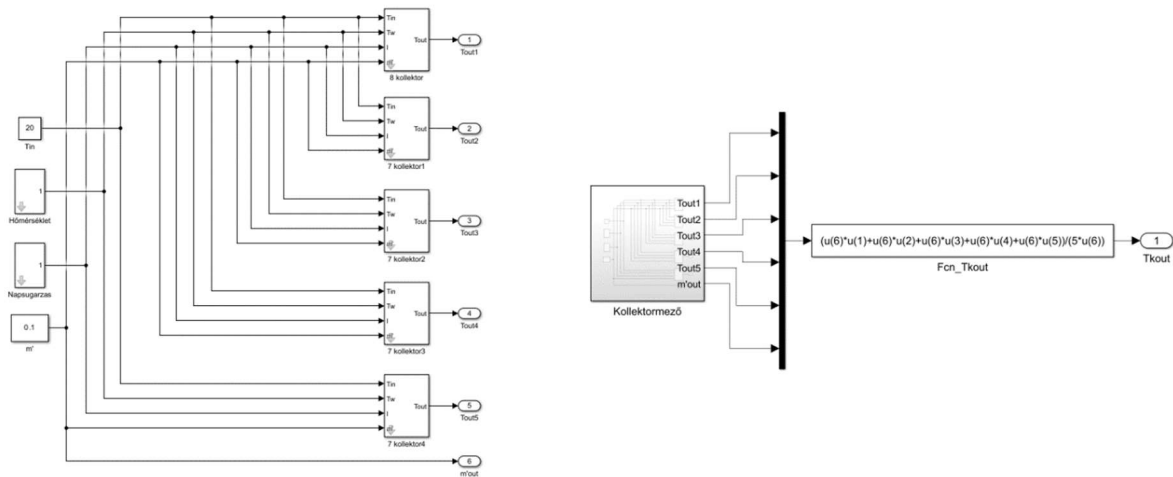 Tin
Tw
I
Tout
8 kollektor
1
Tout1
Tin
Tw
I
Tout
7 kollektor1
2
Tout2
20
Tin
1
Hőmérséklet
Tin
Tw
I
Tout
7 kollektor2
3
Tout3
1
Napsugarzas
0.1
m'
Tin
Tw
I
Tout
7 kollektor3
4
Tout4
Tin
Tw
I
Tout
7 kollektor4
5
Tout5
6
m'out
Tout1
Tout2
Tout3
Tout4
Tout5
m'out
Kollektormező
(u(6)*u(1)+u(6)*u(2)+u(6)*u(3)+u(6)*u(4)+u(6)*u(5))/(5*u(6))
Fcn_Tkout
1
Tkout